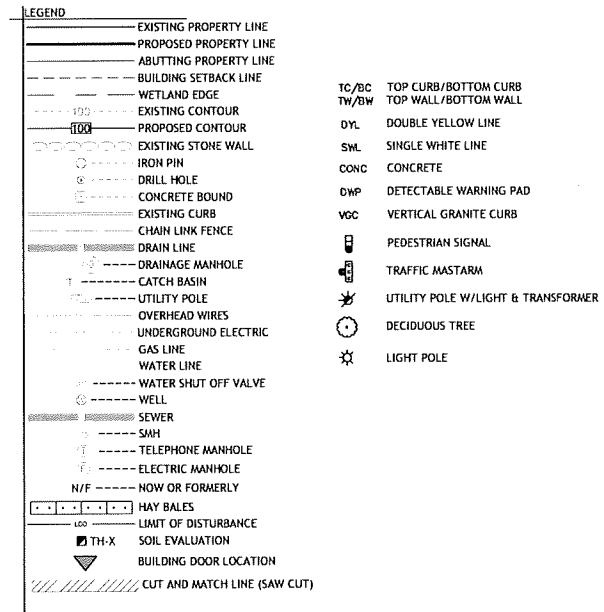 LEGEND
EXISTING PROPERTY LINE
PROPOSED PROPERTY LINE
ABUTTING PROPERTY LINE
BUILDING SETBACK LINE
WETLAND EDGE
100 EXISTING CONTOUR
100 PROPOSED CONTOUR
EXISTING STONE WALL
IRON PIN
DRILL HOLE
CONCRETE BOUND
EXISTING CURB
CHAIN LINK FENCE
DRAIN LINE
DRAINAGE MANHOLE
CATCH BASIN
UTILITY POLE
OVERHEAD WIRES
UNDERGROUND ELECTRIC
GAS LINE
WATER LINE
WATER SHUT OFF VALVE
WELL
SEWER
SMH
T TELEPHONE MANHOLE
E ELECTRIC MANHOLE
N/F NOW OR FORMERLY
HAY BALES
LOD LIMIT OF DISTURBANCE
TH-X SOIL EVALUATION
BUILDING DOOR LOCATION
CUT AND MATCH LINE (SAW CUT)
TC/BC TOP CURB/BOTTOM CURB
TW/BW TOP WALL/BOTTOM WALL
DYL DOUBLE YELLOW LINE
SWL SINGLE WHITE LINE
CONC CONCRETE
DWP DETECTABLE WARNING PAD
VGC VERTICAL GRANITE CURB
PEDESTRIAN SIGNAL
TRAFFIC MASTARM
UTILITY POLE W/LIGHT & TRANSFORMER
DECIDUOUS TREE
LIGHT POLE